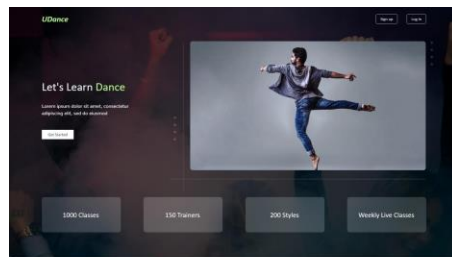 UDance
Sign up
Log In
Let's Learn Dance
Lorem ipsum dolor sit amet, consectetur
adipiscing elit, sed do eiusmod
Get Started
1000 Classes
150 Trainers
200 Styles
Weekly Live Classes